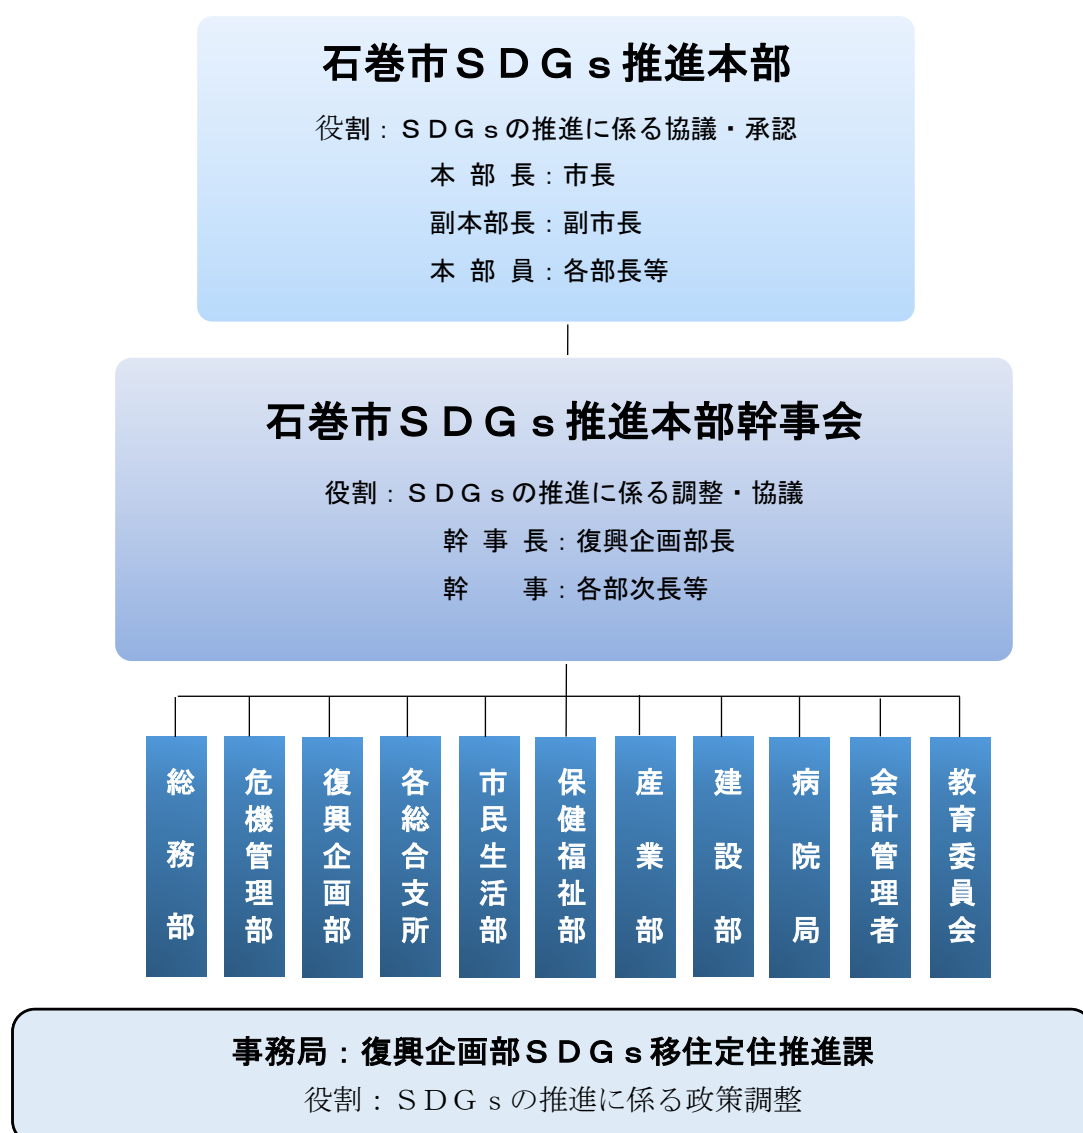 石巻市ＳＤＧｓ推進本部
役割：ＳＤＧｓの推進に係る協議・承認
本 部 長：市長
副本部長：副市長
本 部 員：各部長等
石巻市ＳＤＧｓ推進本部幹事会
役割：ＳＤＧｓの推進に係る調整・協議
幹 事 長：復興企画部長
幹　　事：各部次長等
総務部
危機管理部
復興企画部
各総合支所
市民生活部
保健福祉部
産業部
建設部
病院局
会計管理者
教育委員会
事務局：復興企画部ＳＤＧｓ移住定住推進課
役割：ＳＤＧｓの推進に係る政策調整